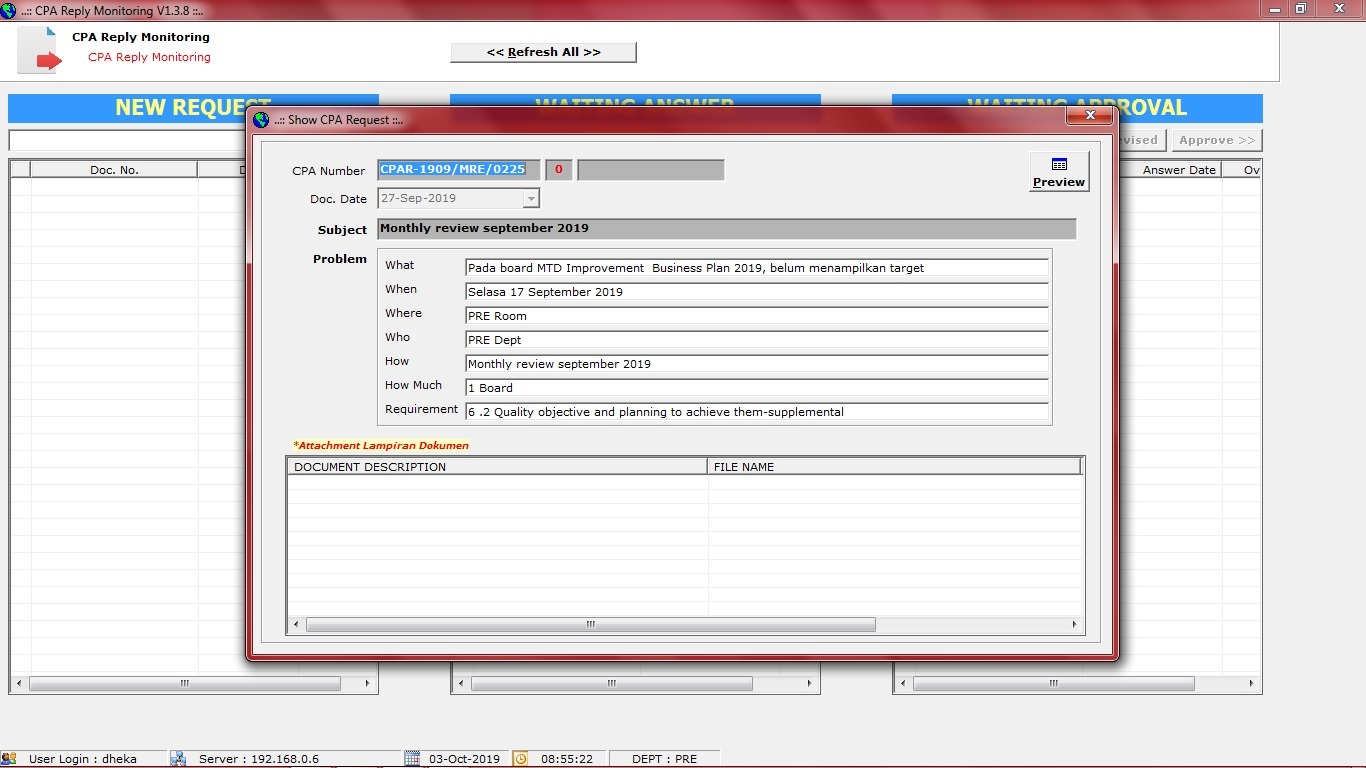 ..:: CPA Reply Monitoring V1.3.8 ::..
CPA Reply Monitoring
CPA Reply Monitoring
<< Refresh All >>
NEW REQUEST
WAITING ANSWER
WAITING APPROVAL
Approve >>
Doc. No.
Answer Date
..:: Show CPA Request ::..
CPA Number CPAR-1909/MRE/0225 0
Preview
Doc. Date 27-Sep-2019
Subject Monthly review september 2019
Problem
What Pada board MTD Improvement  Business Plan 2019, belum menampilkan target
When Selasa 17 September 2019
Where PRE Room
Who PRE Dept
How Monthly review september 2019
How Much 1 Board
Requirement 6 .2 Quality objective and planning to achieve them-supplemental
*Attachment Lampiran Dokumen
DOCUMENT DESCRIPTION FILE NAME
User Login : dheka Server : 192.168.0.6 03-Oct-2019 08:55:22 DEPT : PRE